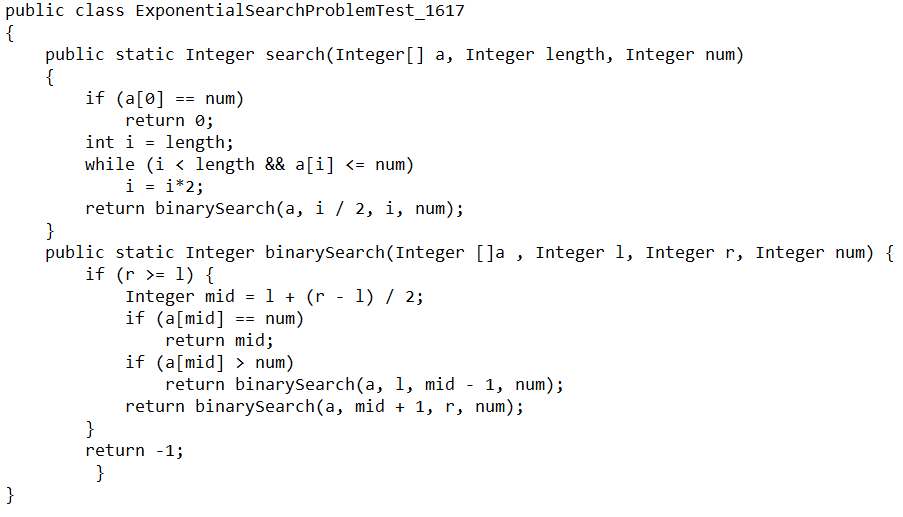 public class ExponentialSearchProblemTest_1617
{
    public static Integer search(Integer[] a, Integer length, Integer num)
    {
        if (a[0] == num)
            return 0;
        int i = length;
        while (i < length && a[i] <= num)
            i = i*2;
        return binarySearch(a, i / 2, i, num);
    }
    public static Integer binarySearch(Integer []a , Integer l, Integer r, Integer num) {
        if (r >= l) {
            Integer mid = l + (r - l) / 2;
            if (a[mid] == num)
                return mid;
            if (a[mid] > num)
                return binarySearch(a, l, mid - 1, num);
            return binarySearch(a, mid + 1, r, num);
        }
        return -1;
         }
}